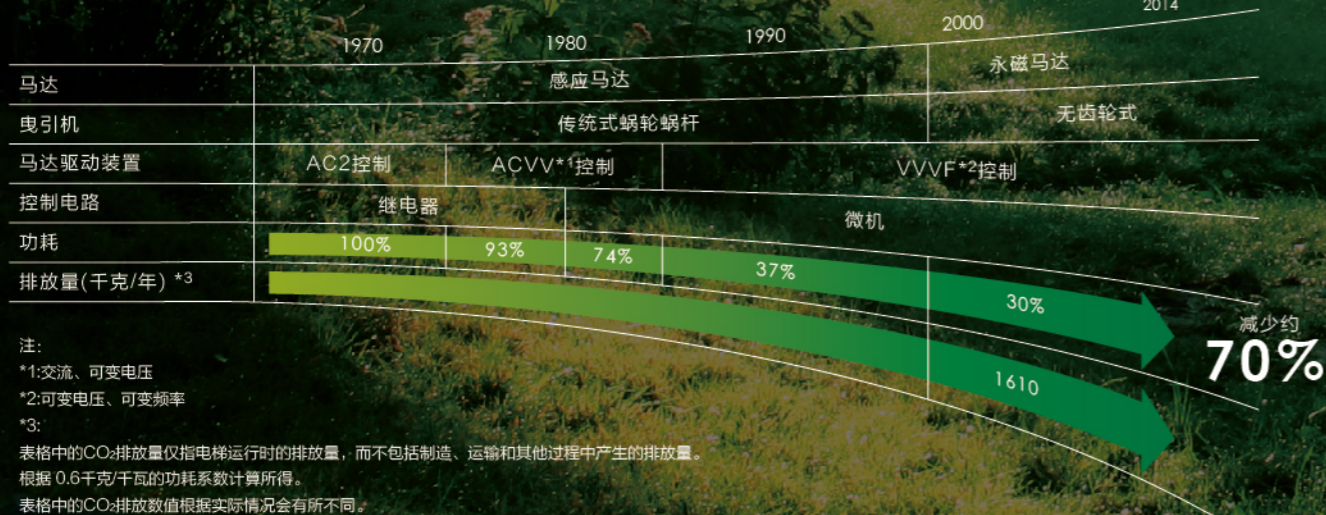 1970 1980 1990 2000 2014
马达 感应马达 永磁马达
曳引机 传统式蜗轮蜗杆 无齿轮式
马达驱动装置 AC2控制 ACVV*1控制 VVVF*2控制
控制电路 继电器 微机
功耗 100% 93% 74% 37% 30%
排放量(千克/年) *3 1610
减少约
70%
注:
*1:交流、可变电压
*2:可变电压、可变频率
*3:
表格中的CO₂排放量仅指电梯运行时的排放量，而不包括制造、运输和其他过程中产生的排放量。
根据 0.6千克/千瓦的功耗系数计算所得。
表格中的CO₂排放数值根据实际情况会有所不同。